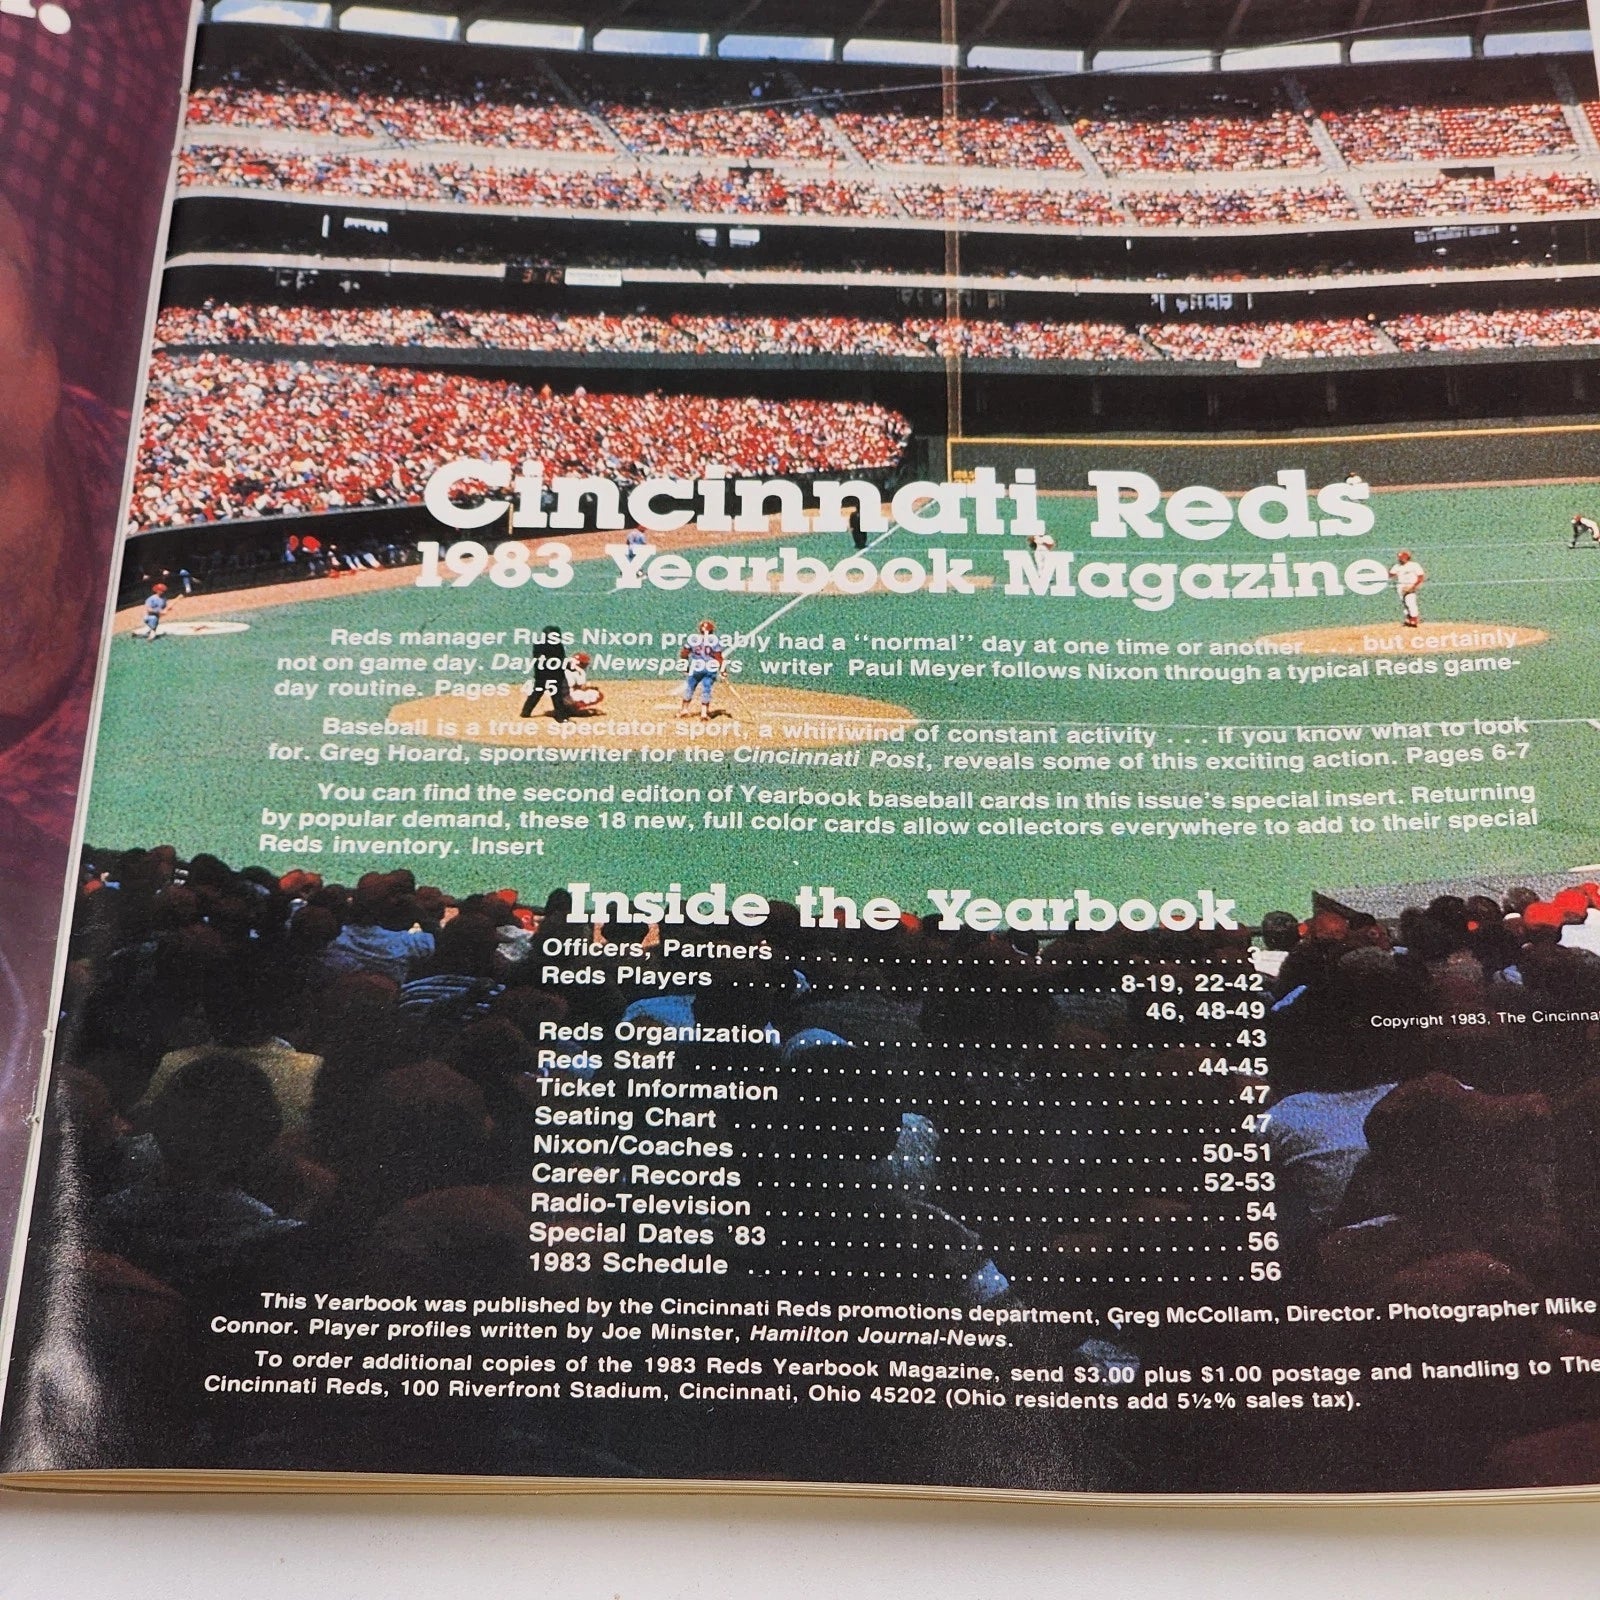 3 12
Cincinnati Reds
1983 Yearbook Magazine
Reds manager Russ Nixon probably had a "normal" day at one time or another . . . but certainly
not on game day. Dayton Newspapers writer Paul Meyer follows Nixon through a typical Reds game-
day routine. Pages 4-5
Baseball is a true spectator sport, a whirlwind of constant activity . . . if you know what to look
for. Greg Hoard, sportswriter for the Cincinnati Post, reveals some of this exciting action. Pages 6-7
You can find the second editon of Yearbook baseball cards in this issue's special insert. Returning
by popular demand, these 18 new, full color cards allow collectors everywhere to add to their special
Reds inventory. Insert
Inside the Yearbook
Officers, Partners . . . . . . . . . . . . . . . . . . . . . . . . . . . . . . . 3
Reds Players . . . . . . . . . . . . . . . . . . . . . . . . . 8-19, 22-42
46, 48-49
Reds Organization . . . . . . . . . . . . . . . . . . . . . . . . . . . . 43
Reds Staff . . . . . . . . . . . . . . . . . . . . . . . . . . . . . . . . 44-45
Ticket Information . . . . . . . . . . . . . . . . . . . . . . . . . . . . 47
Seating Chart . . . . . . . . . . . . . . . . . . . . . . . . . . . . . . . . 47
Nixon/Coaches . . . . . . . . . . . . . . . . . . . . . . . . . . . . . 50-51
Career Records . . . . . . . . . . . . . . . . . . . . . . . . . . . . 52-53
Radio-Television . . . . . . . . . . . . . . . . . . . . . . . . . . . . . . 54
Special Dates '83 . . . . . . . . . . . . . . . . . . . . . . . . . . . . . 56
1983 Schedule . . . . . . . . . . . . . . . . . . . . . . . . . . . . . . . 56
Copyright 1983, The Cincinnat
This Yearbook was published by the Cincinnati Reds promotions department, Greg McCollam, Director. Photographer Mike
Connor. Player profiles written by Joe Minster, Hamilton Journal-News.
To order additional copies of the 1983 Reds Yearbook Magazine, send $3.00 plus $1.00 postage and handling to The
Cincinnati Reds, 100 Riverfront Stadium, Cincinnati, Ohio 45202 (Ohio residents add 5½% sales tax).